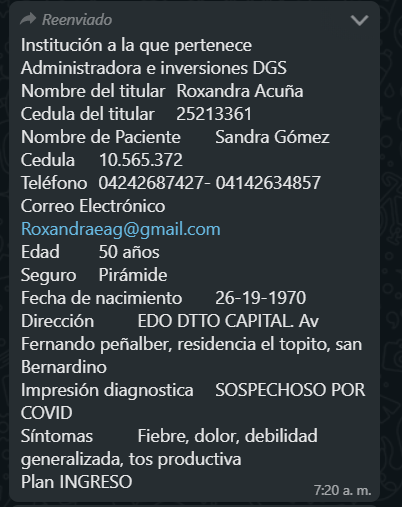 Reenviado
Institución a la que pertenece
Administradora e inversiones DGS
Nombre del titular Roxandra Acuña
Cedula del titular 25213361
Nombre de Paciente Sandra Gómez
Cedula 10.565.372
Teléfono 04242687427- 04142634857
Correo Electrónico
Roxandraeag@gmail.com
Edad 50 años
Seguro Pirámide
Fecha de nacimiento 26-19-1970
Dirección EDO DTTO CAPITAL. Av
Fernando peñalber, residencia el topito, san
Bernardino
Impresión diagnostica SOSPECHOSO POR
COVID
Síntomas Fiebre, dolor, debilidad
generalizada, tos productiva
Plan INGRESO
7:20 a. m.